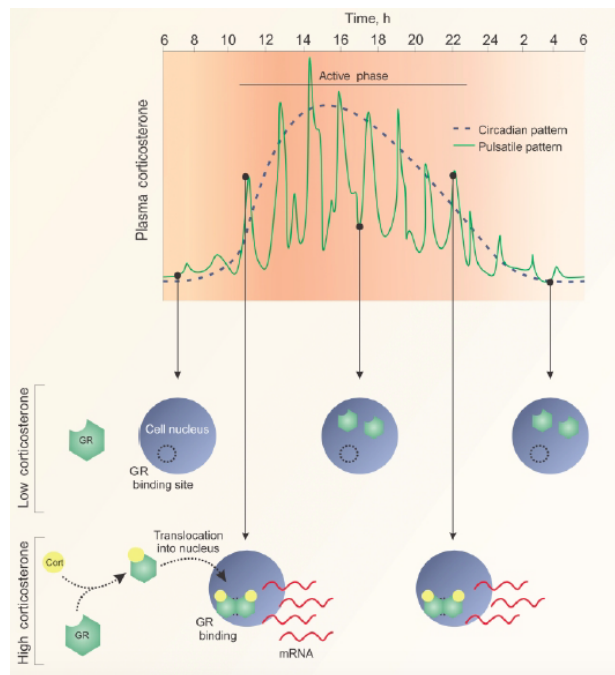 Time, h
6 8 10 12 14 16 18 20 22 24 2 4 6
Active phase
Circadian pattern
Pulsatile pattern
Plasma corticosterone
Low corticosterone
GR
Cell nucleus
GR
binding site
High corticosterone
Translocation
into nucleus
Cort
GR
GR
binding
mRNA